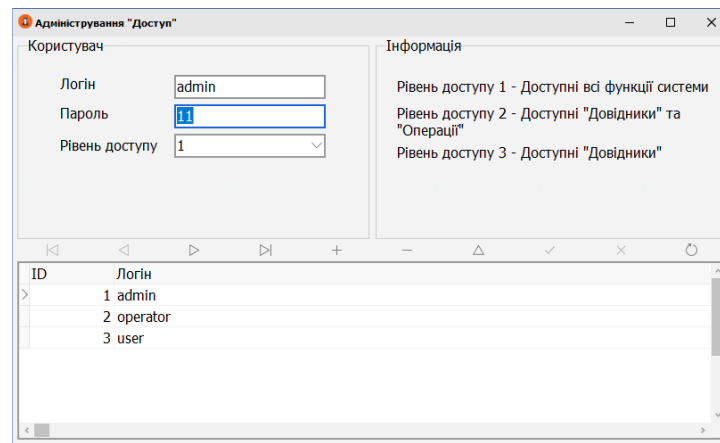 Адміністрування "Доступ"
Користувач
Логін
admin
Пароль
11
Рівень доступу
1
Інформація
Рівень доступу 1 - Доступні всі функції системи
Рівень доступу 2 - Доступні "Довідники" та
"Операції"
Рівень доступу 3 - Доступні "Довідники"
ID Логін
1 admin
2 operator
3 user